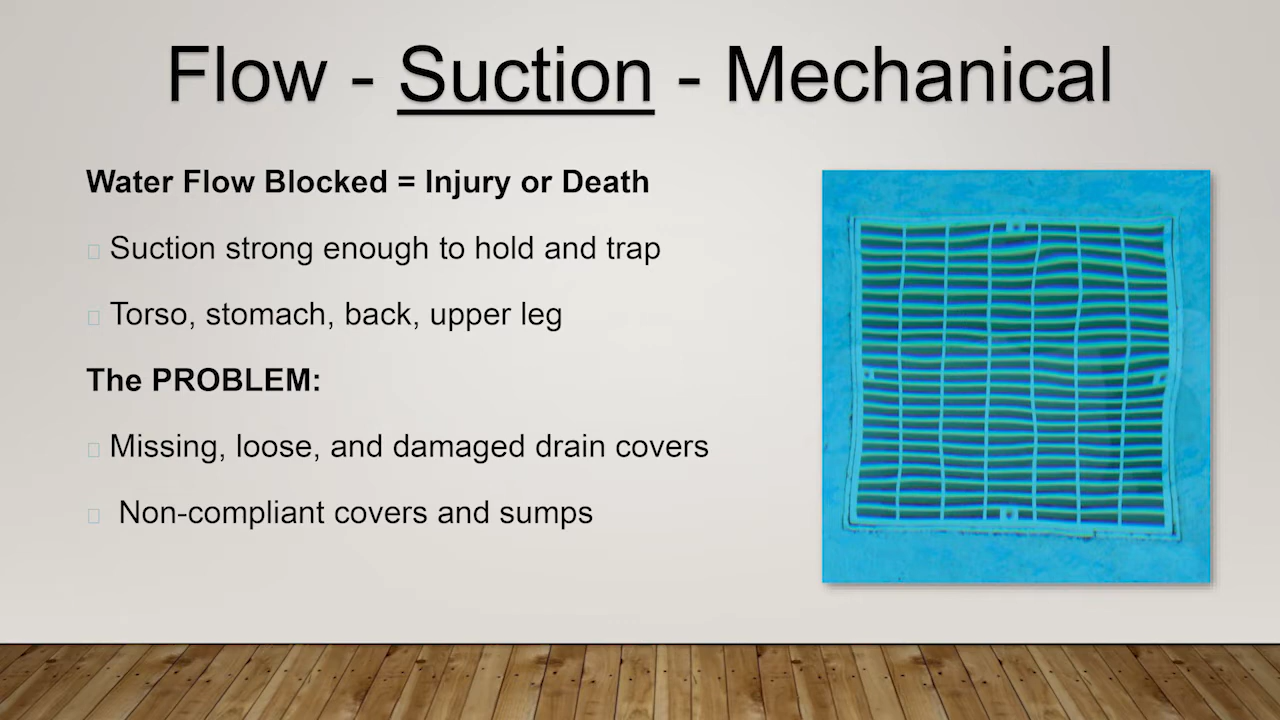 Flow - Suction - Mechanical
Water Flow Blocked = Injury or Death
Suction strong enough to hold and trap
Torso, stomach, back, upper leg
The PROBLEM:
Missing, loose, and damaged drain covers
Non-compliant covers and sumps